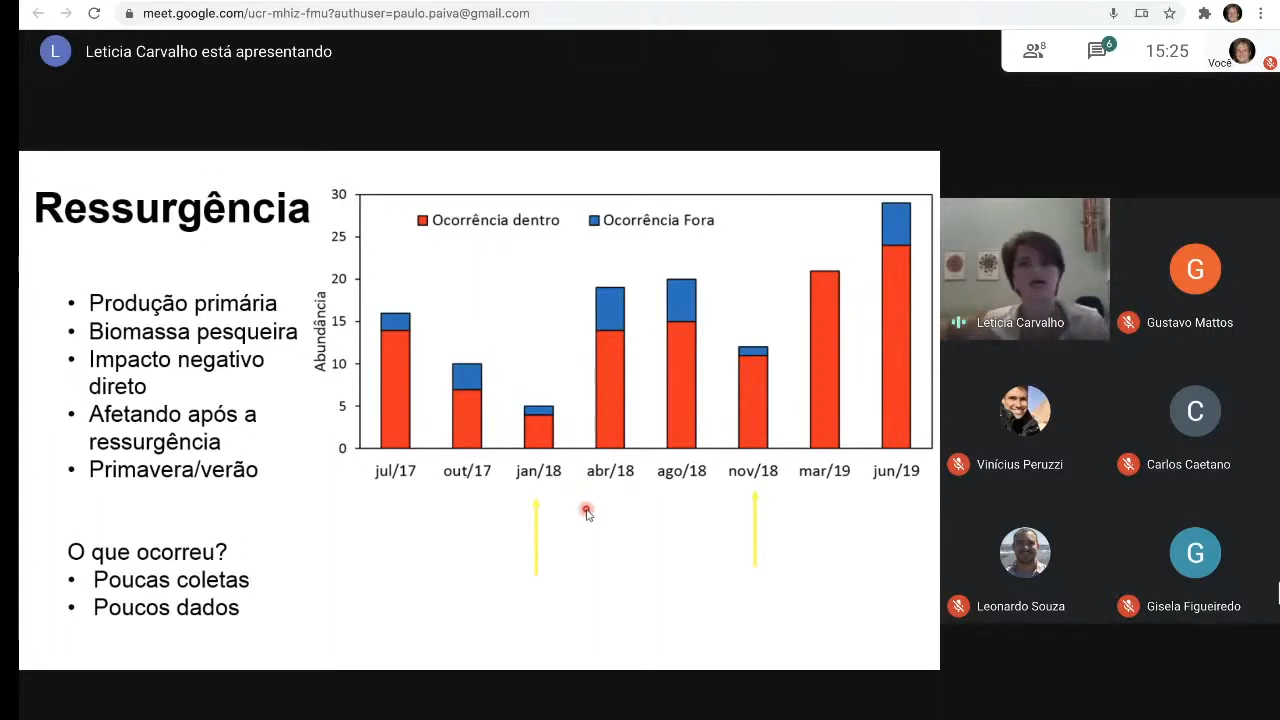 meet.google.com/ucr-mhiz-fmu?authuser=paulo.paiva@gmail.com
L
Leticia Carvalho está apresentando
8
6
15:25
Você
Ressurgência
• Produção primária
• Biomassa pesqueira
• Impacto negativo
direto
• Afetando após a
ressurgência
• Primavera/verão
O que ocorreu?
• Poucas coletas
• Poucos dados
Ocorrência dentro
Ocorrência Fora
Abundância
30
25
20
15
10
5
0
jul/17
out/17
jan/18
abr/18
ago/18
nov/18
mar/19
jun/19
Leticia Carvalho
G
Gustavo Mattos
Vinícius Peruzzi
C
Carlos Caetano
Leonardo Souza
G
Gisela Figueiredo